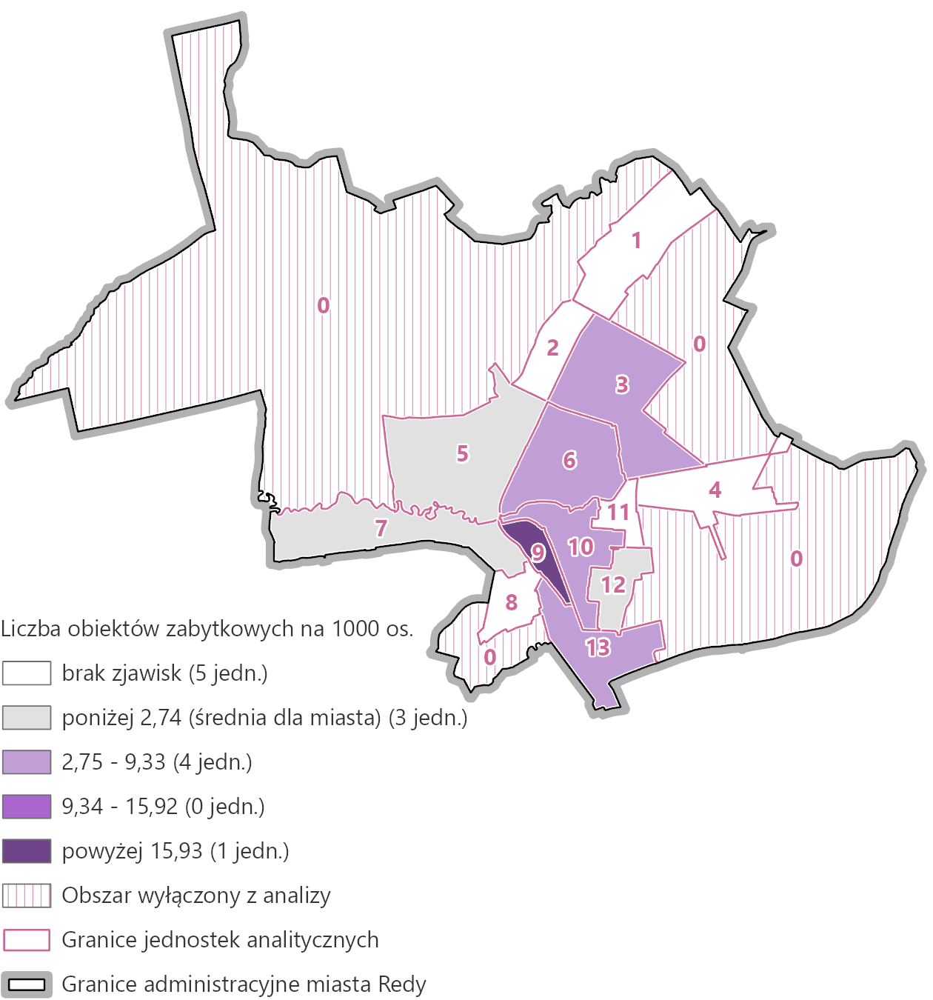 1
0
2
0
3
5
6
4
11
7
10
9
0
12
8
13
0
Liczba obiektów zabytkowych na 1000 os.
brak zjawisk (5 jedn.)
poniżej 2,74 (średnia dla miasta) (3 jedn.)
2,75 - 9,33 (4 jedn.)
9,34 - 15,92 (0 jedn.)
powyżej 15,93 (1 jedn.)
Obszar wyłączony z analizy
Granice jednostek analitycznych
Granice administracyjne miasta Redy